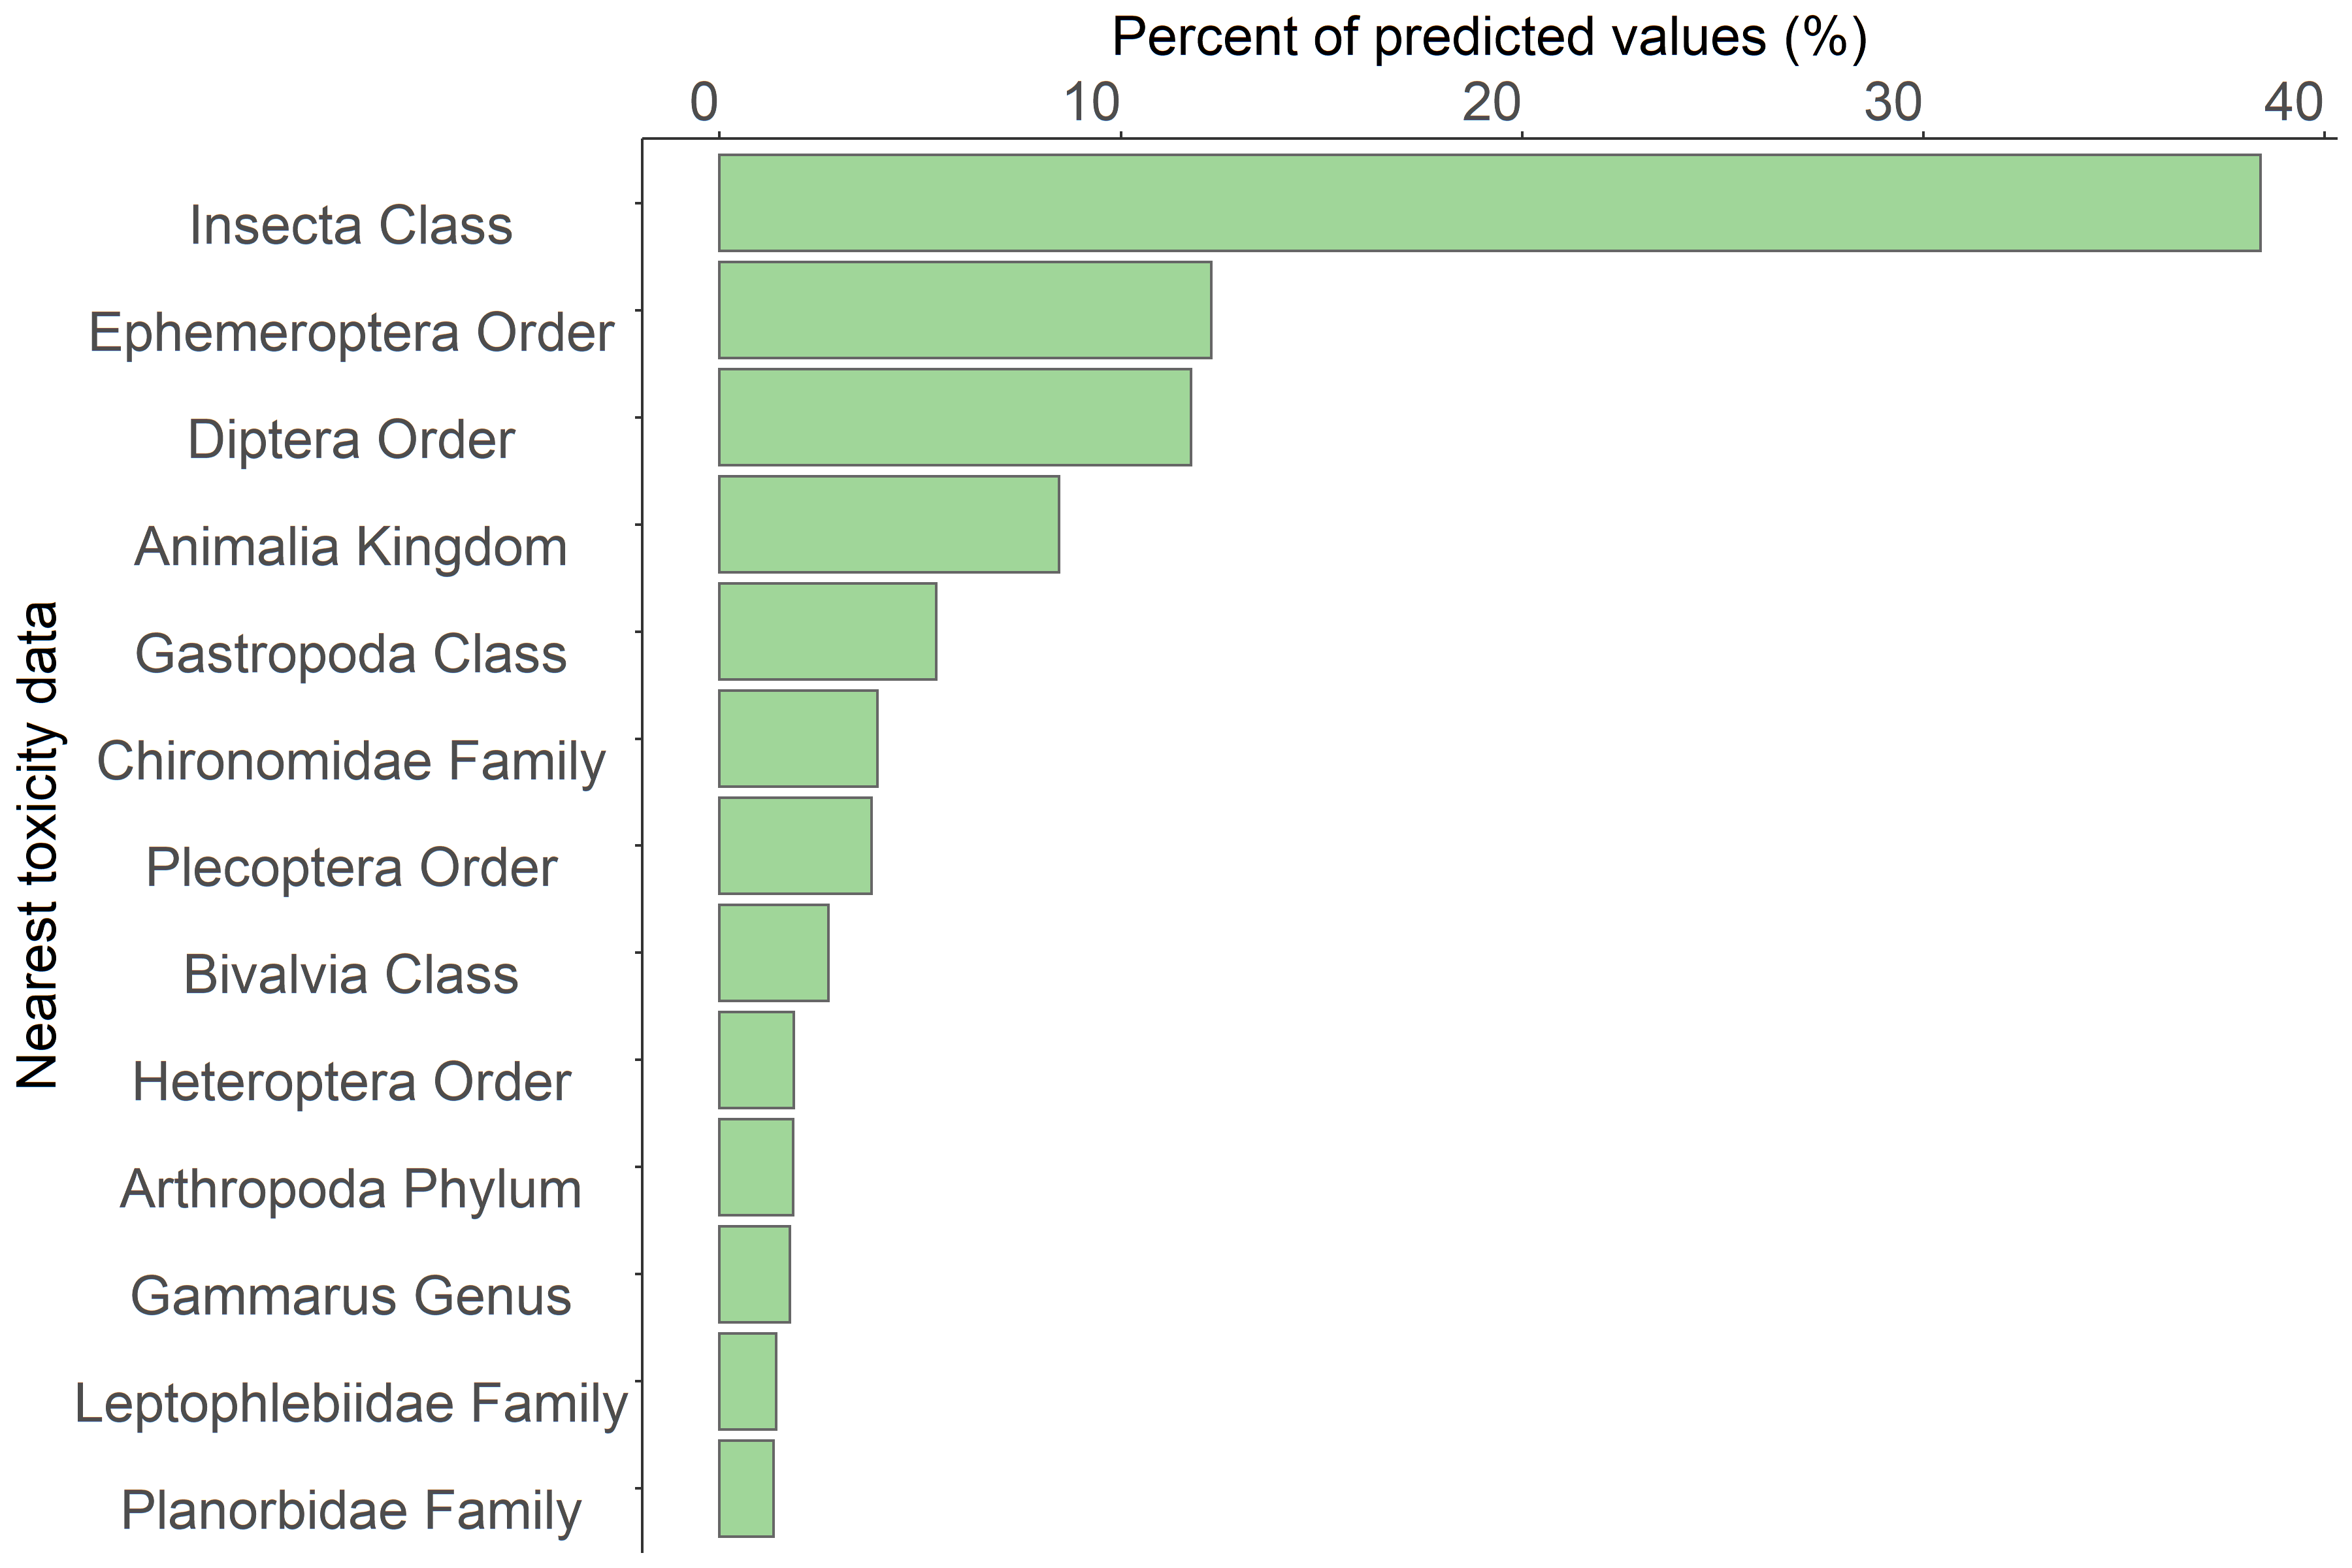 Percent of predicted values (%)
0 10 20 30 40
Nearest toxicity data
Insecta Class
Ephemeroptera Order
Diptera Order
Animalia Kingdom
Gastropoda Class
Chironomidae Family
Plecoptera Order
Bivalvia Class
Heteroptera Order
Arthropoda Phylum
Gammarus Genus
Leptophlebiidae Family
Planorbidae Family